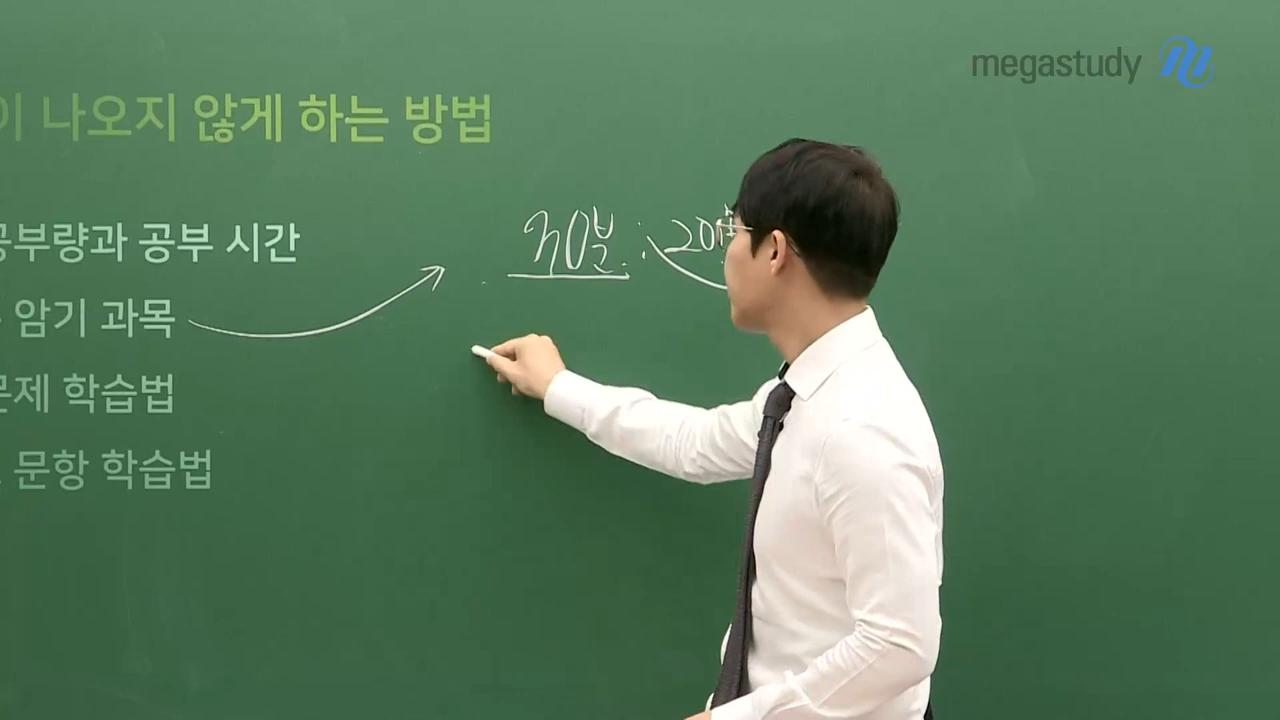 megastudy
이 나오지 않게 하는 방법
공부량과 공부 시간
암기 과목
문제 학습법
문항 학습법
30분 : 20